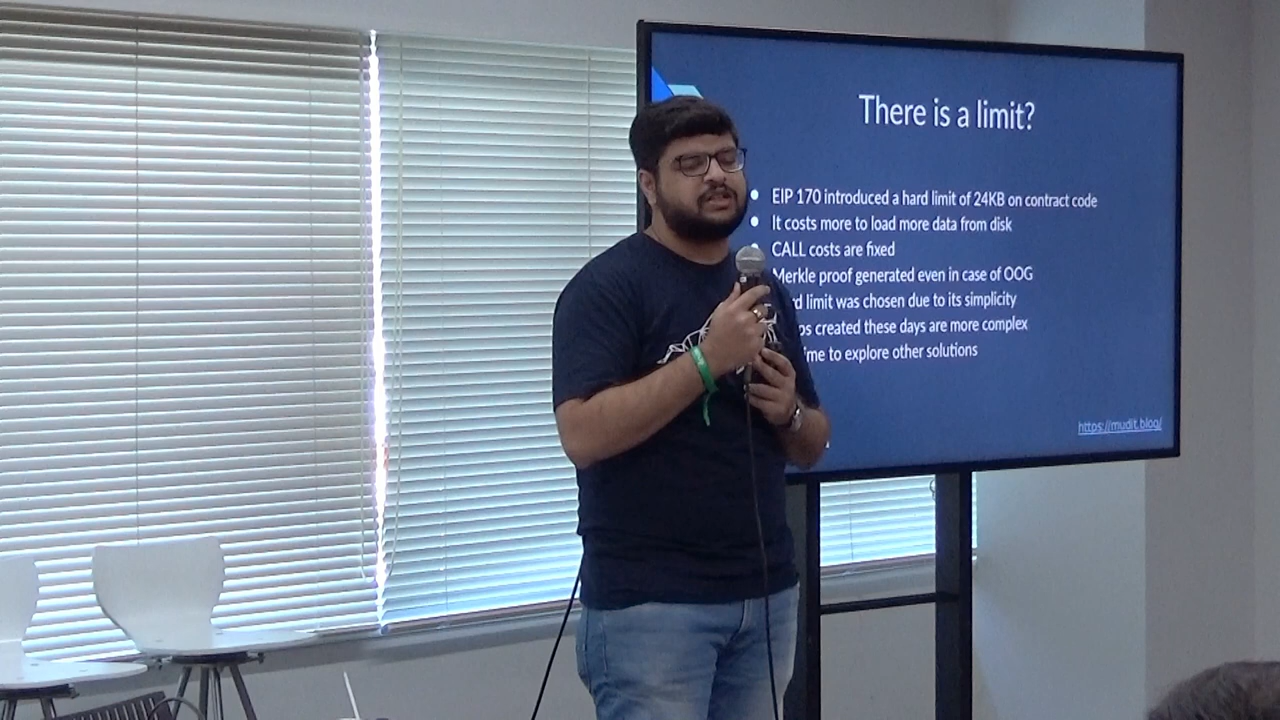 There is a limit?
EIP 170 introduced a hard limit of 24KB on contract code
It costs more to load more data from disk
CALL costs are fixed
Merkle proof generated even in case of OOG
limit was chosen due to its simplicity
created these days are more complex
to explore other solutions
https://mudit.blog/